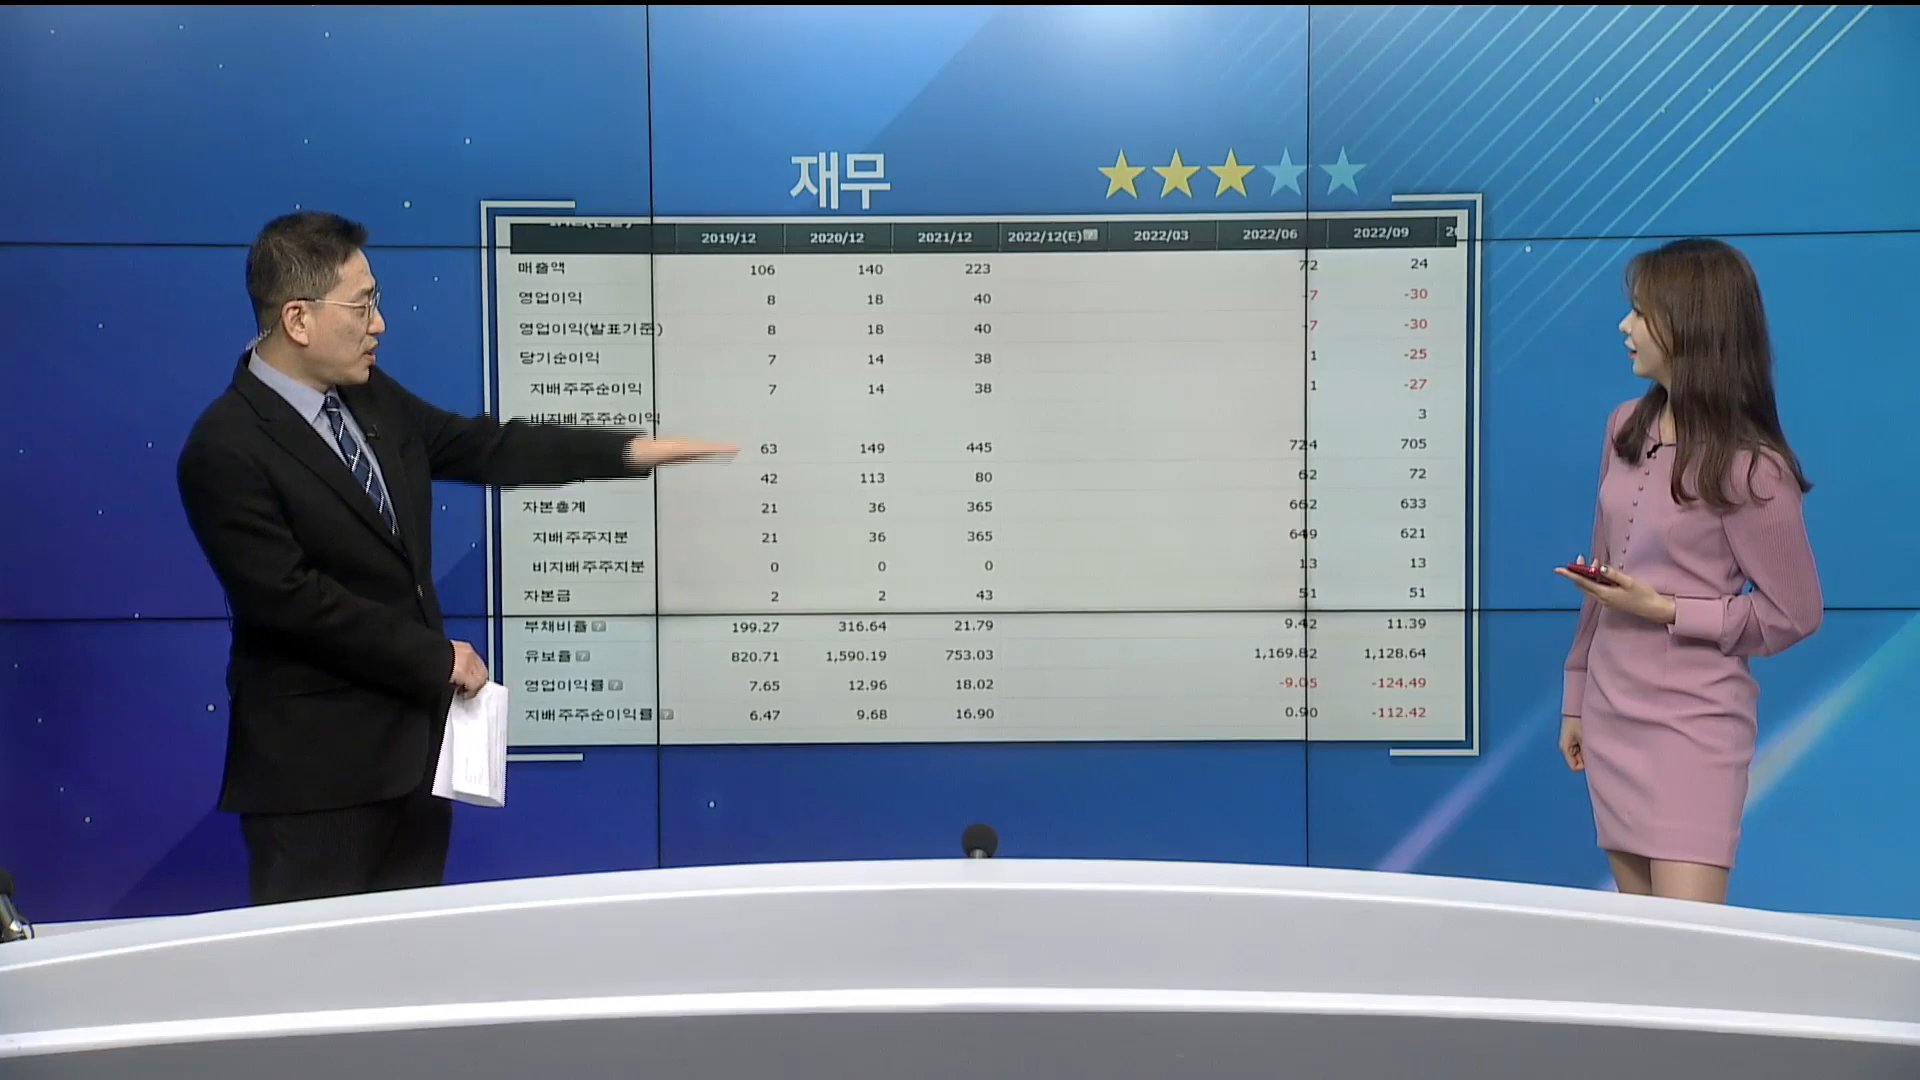 재무
2019/12 2020/12 2021/12 2022/12(E) 2022/03 2022/06 2022/09
매출액 106 140 223 72 24
영업이익 8 18 40 -7 -30
영업이익(발표기준) 8 18 40 -7 -30
당기순이익 7 14 38 1 -25
지배주주순이익 7 14 38 1 -27
비지배주주순이익 3
63 149 445 724 705
42 113 80 62 72
자본총계 21 36 365 662 633
지배주주지분 21 36 365 649 621
비지배주주지분 0 0 0 13 13
자본금 2 2 43 51 51
부채비율 199.27 316.64 21.79 9.42 11.39
유보율 820.71 1,590.19 753.03 1,169.82 1,128.64
영업이익률 7.65 12.96 18.02 -9.05 -124.49
지배주주순이익률 6.47 9.68 16.90 0.90 -112.42